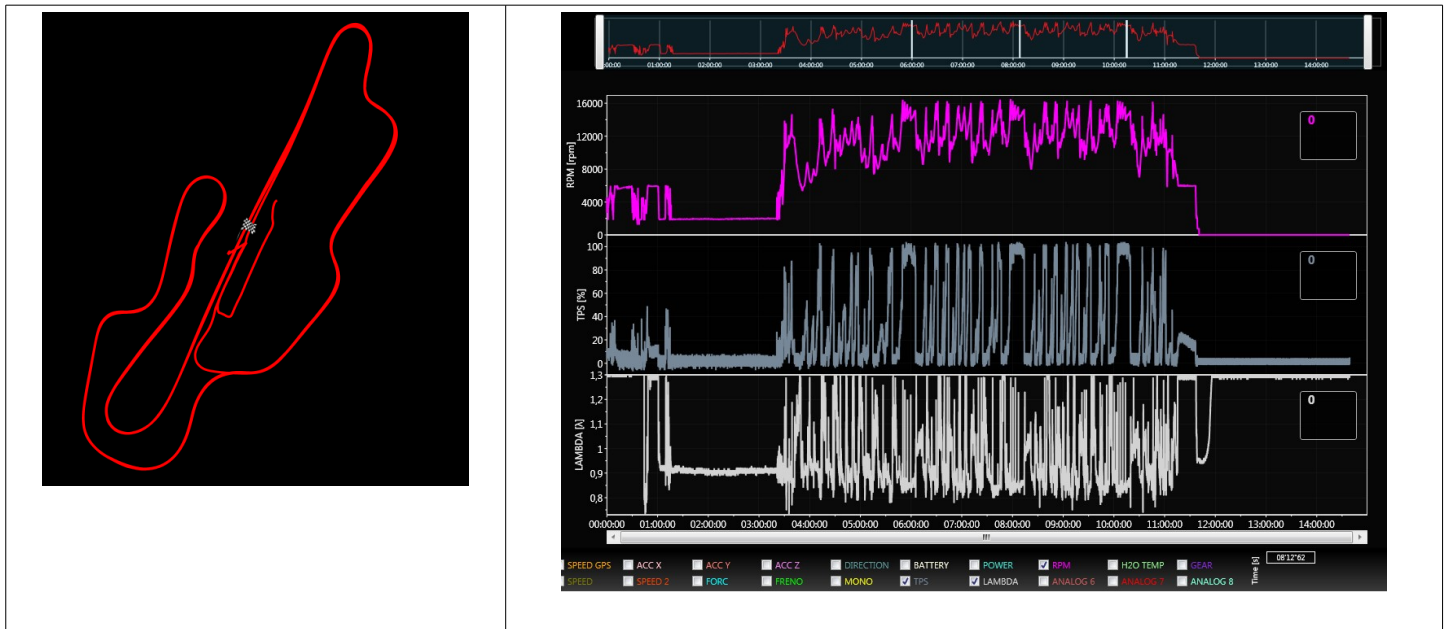 0:00:00 01:00:00 02:00:00 03:00:00 04:00:00 05:00:00 06:00:00 07:00:00 08:00:00 09:00:00 10:00:00 11:00:00 12:00:00 13:00:00 14:00:00
RPM [rpm]
16000
12000
8000
4000
0
0
TPS [%]
100
80
60
40
20
0
0
LAMBDA [λ]
1,3
1,2
1,1
1
0,9
0,8
0
00:00:00 01:00:00 02:00:00 03:00:00 04:00:00 05:00:00 06:00:00 07:00:00 08:00:00 09:00:00 10:00:00 11:00:00 12:00:00 13:00:00 14:00:00
SPEED GPS ACC X ACC Y ACC Z DIRECTION BATTERY POWER RPM H2O TEMP GEAR
SPEED SPEED 2 FORC FRENO MONO TPS LAMBDA ANALOG 6 ANALOG 7 ANALOG 8
Time [s]
08'12"62